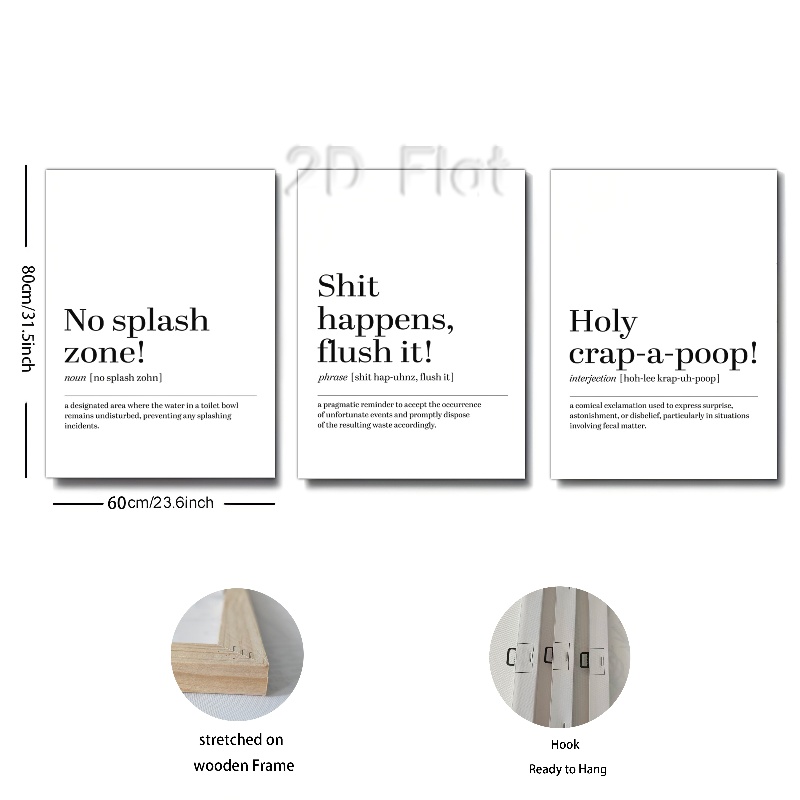 2D Flat
80cm/31.5inch
No splash
zone!
noun [no splash zohn]
a designated area where the water in a toilet bowl
remains undisturbed, preventing any splashing
incidents.
Shit
happens,
flush it!
phrase [shit hap-uhnz, flush it]
a pragmatic reminder to accept the occurrence
of unfortunate events and promptly dispose
of the resulting waste accordingly.
Holy
crap-a-poop!
interjection [hoh-lee krap-uh-poop]
a comical exclamation used to express surprise,
astonishment, or disbelief, particularly in situations
involving fecal matter.
60cm/23.6inch
stretched on
wooden Frame
Hook
Ready to Hang